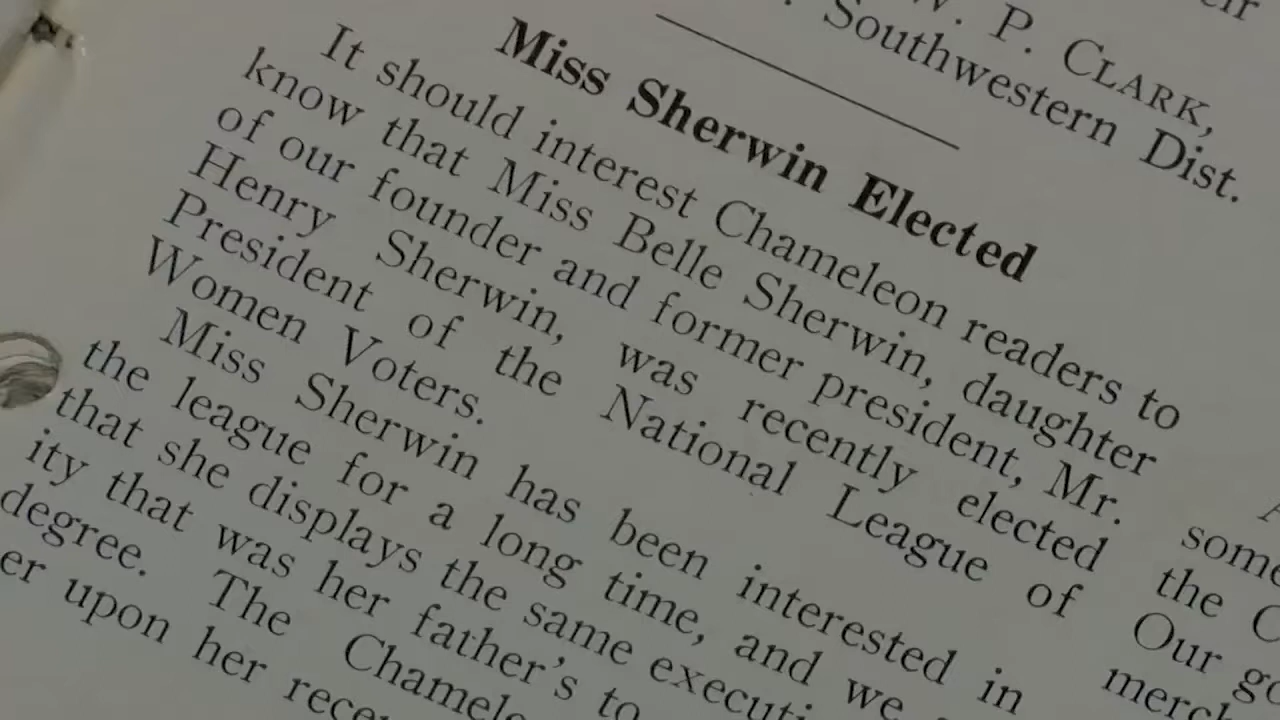 W. P. CLARK,
Southwestern Dist.
Miss Sherwin Elected
It should interest Chameleon readers to
know that Miss Belle Sherwin, daughter
of our founder and former president, Mr.
Henry Sherwin, was recently elected
President of the National League of
Women Voters.
Miss Sherwin has been interested in
the league for a long time, and we
that she displays the same executi
ity that was her father's to
degree. The Chamele
er upon her rece
some
the C
Our go
merch